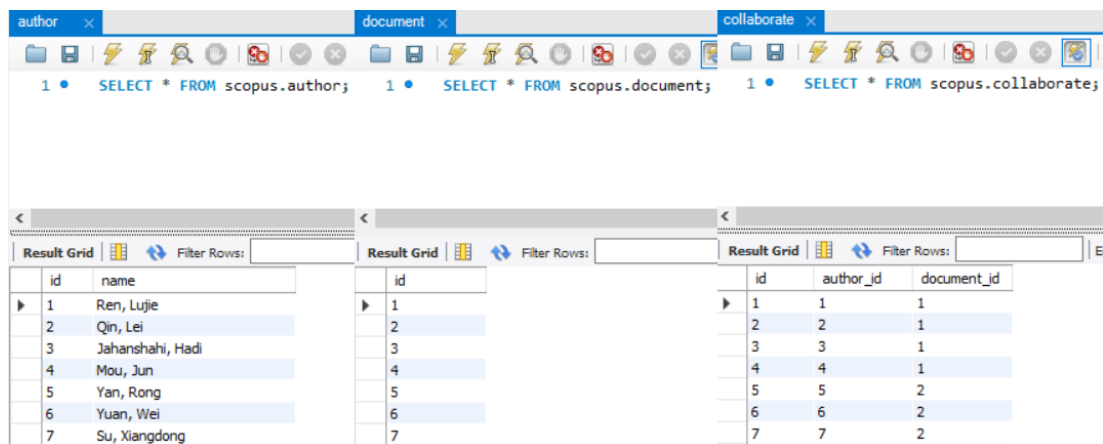 author ×
1 SELECT * FROM scopus.author;
Result Grid Filter Rows:
id name
1 Ren, Lujie
2 Qin, Lei
3 Jahanshahi, Hadi
4 Mou, Jun
5 Yan, Rong
6 Yuan, Wei
7 Su, Xiangdong
document ×
1 SELECT * FROM scopus.document;
Result Grid Filter Rows:
id
1
2
3
4
5
6
7
collaborate ×
1 SELECT * FROM scopus.collaborate;
Result Grid Filter Rows: E
id author_id document_id
1 1 1
2 2 1
3 3 1
4 4 1
5 5 2
6 6 2
7 7 2